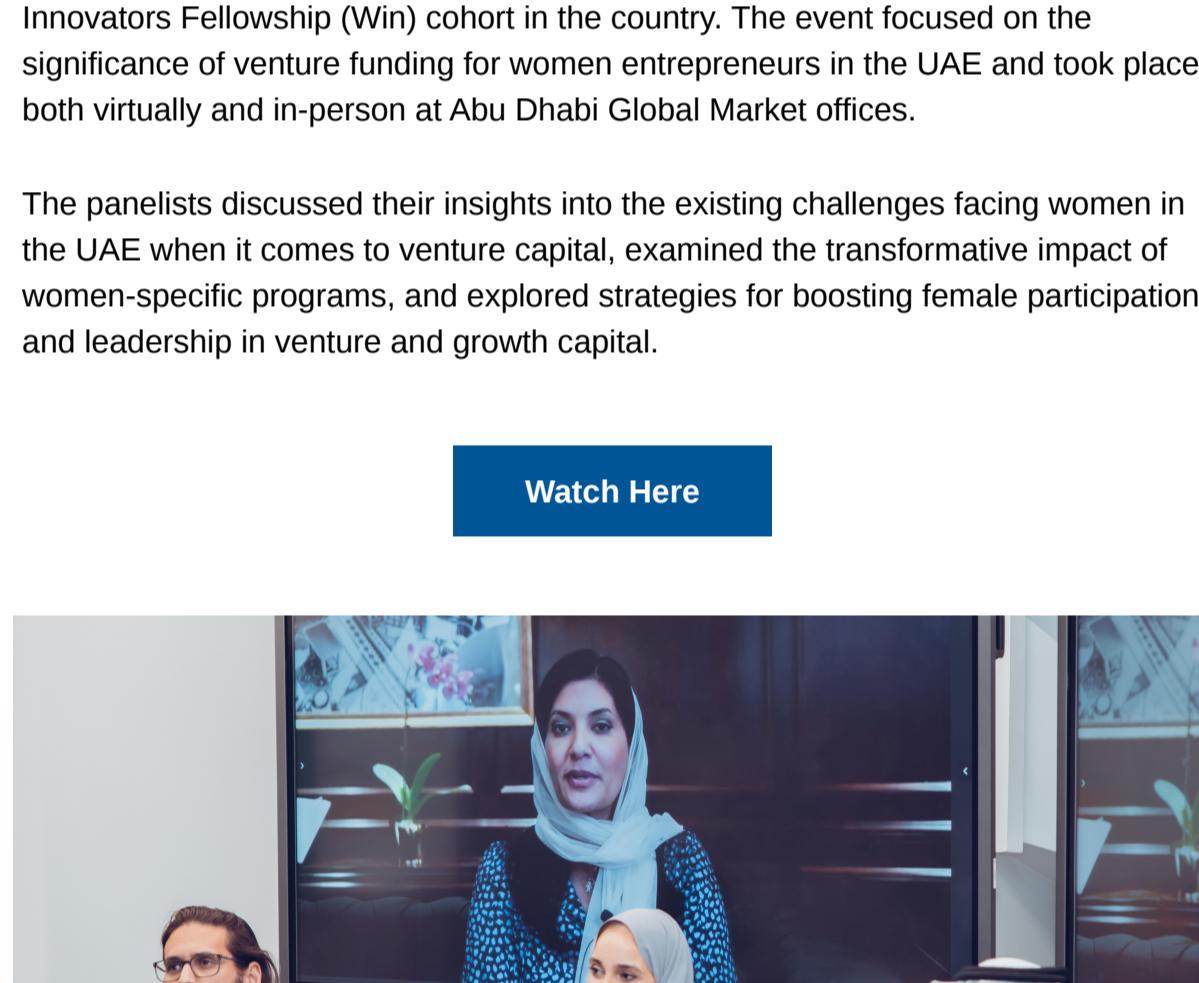 Innovators Fellowship (Win) cohort in the country. The event focused on the
significance of venture funding for women entrepreneurs in the UAE and took place
both virtually and in-person at Abu Dhabi Global Market offices.
The panelists discussed their insights into the existing challenges facing women in
the UAE when it comes to venture capital, examined the transformative impact of
women-specific programs, and explored strategies for boosting female participation
and leadership in venture and growth capital.
Watch Here